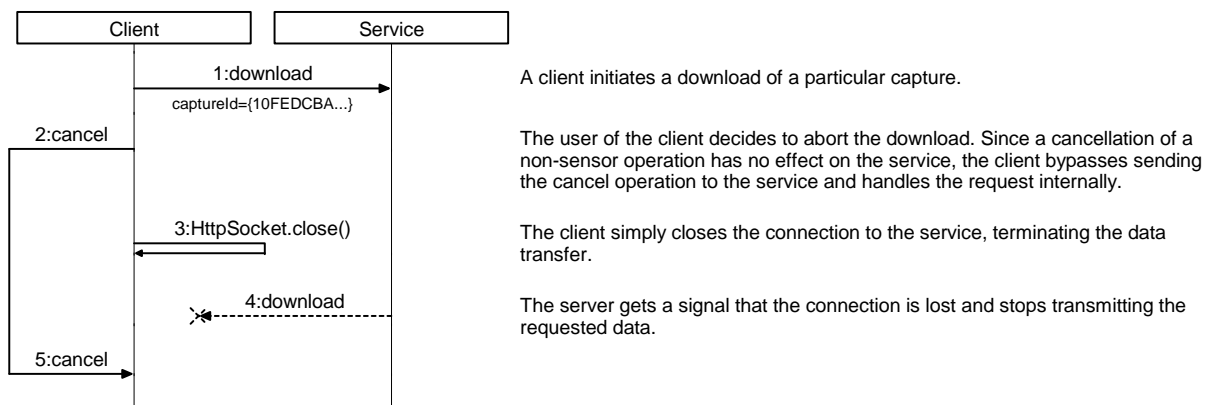 Client
Service
1:download
captureId={10FEDCBA...}
A client initiates a download of a particular capture.
2:cancel
The user of the client decides to abort the download. Since a cancellation of a
non-sensor operation has no effect on the service, the client bypasses sending
the cancel operation to the service and handles the request internally.
3:HttpSocket.close()
The client simply closes the connection to the service, terminating the data
transfer.
4:download
The server gets a signal that the connection is lost and stops transmitting the
requested data.
5:cancel